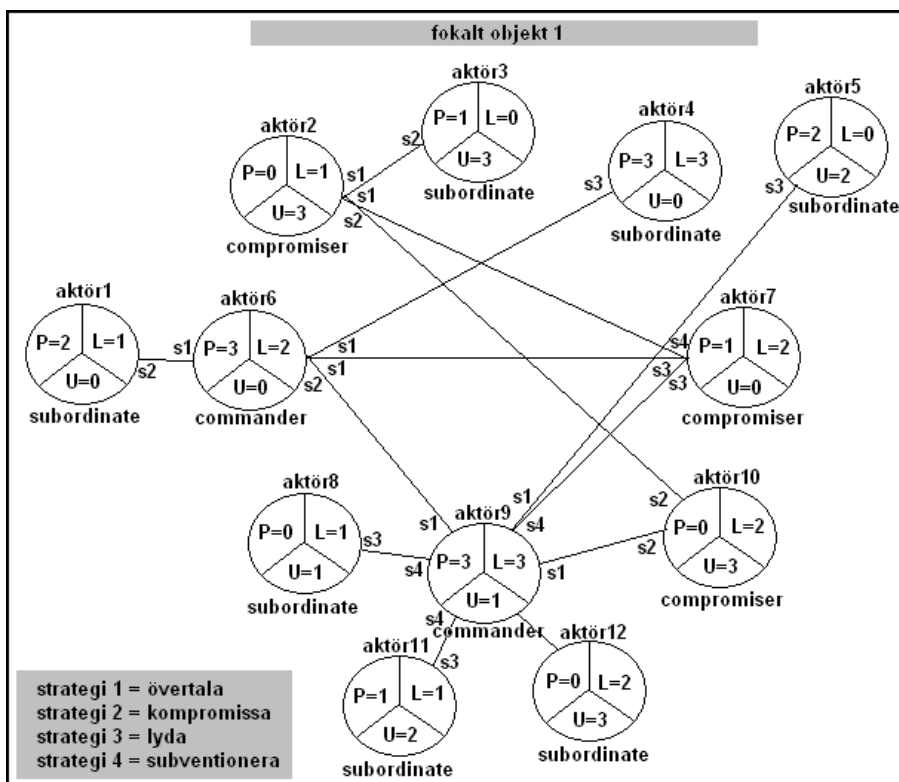 fokalt objekt 1
aktör3
P=1 L=0
U=3
subordinate
aktör5
P=2 L=0
U=2
subordinate
aktör2
P=0 L=1
U=3
compromiser
aktör4
P=3 L=3
U=0
subordinate
s2
s1
s1
s2
s3
s3
aktör1
P=2 L=1
U=0
subordinate
aktör6
P=3 L=2
U=0
commander
aktör7
P=1 L=2
U=0
compromiser
s1
s2
s1
s1
s2
s4
s3
s3
aktör8
P=0 L=1
U=1
subordinate
aktör9
P=3 L=3
U=1
commander
aktör10
P=0 L=2
U=3
compromiser
s1
s4
s2
s1
s3
s4
s1
s2
s4
s3
aktör11
P=1 L=1
U=2
subordinate
aktör12
P=0 L=2
U=3
subordinate
strategi 1 = övertala
strategi 2 = kompromissa
strategi 3 = lyda
strategi 4 = subventionera